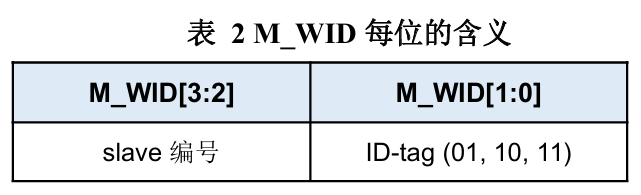 表 2 M_WID 每位的含义
M_WID[3:2] M_WID[1:0]
slave 编号 ID-tag (01, 10, 11)